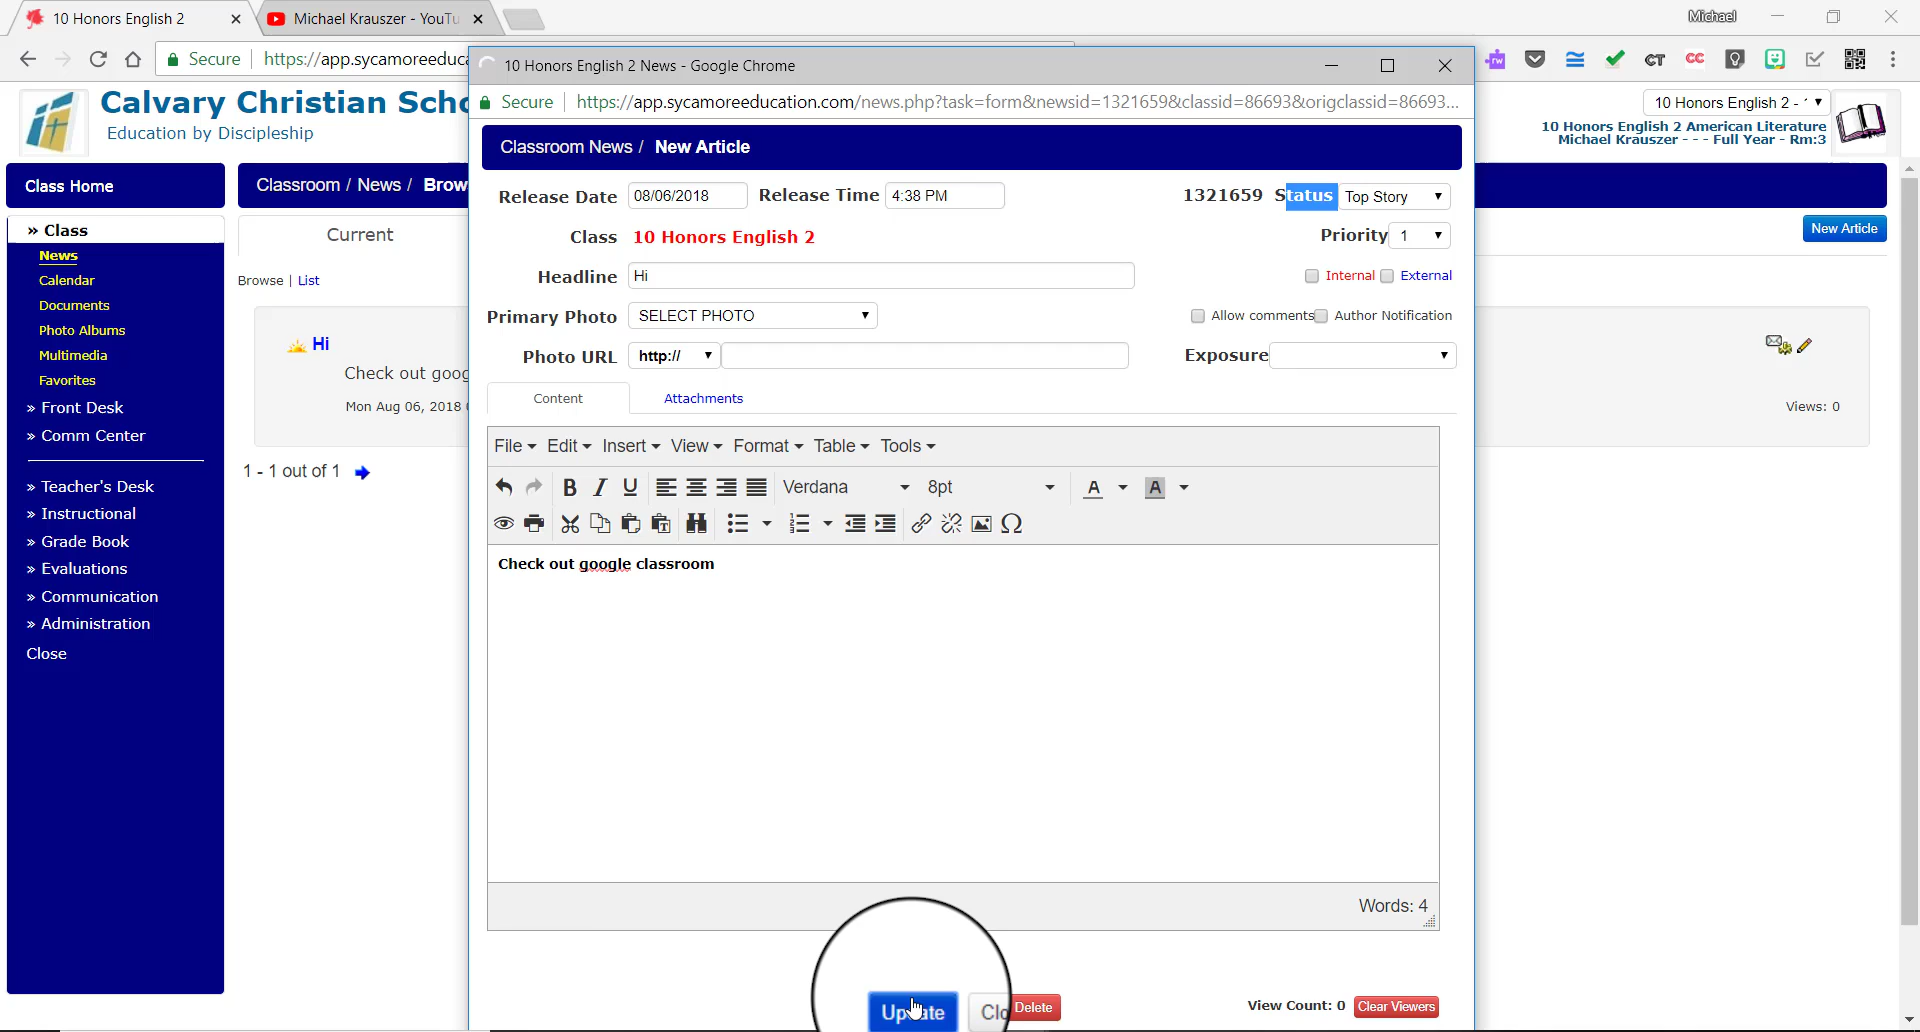 10 Honors English 2
Michael Krauszer - YouTu
Michael
Secure
https://app.sycamoreeduca
rw
CT
CC
10 Honors English 2 News - Google Chrome
Secure
https://app.sycamoreeducation.com/news.php?task=form&newsid=1321659&classid=86693&origclassid=86693...
Calvary Christian Scho
Education by Discipleship
10 Honors English 2 -
10 Honors English 2 American Literature
Michael Krauszer - - - Full Year - Rm:3
Class Home
» Class
News
Calendar
Documents
Photo Albums
Multimedia
Favorites
» Front Desk
» Comm Center
» Teacher's Desk
» Instructional
» Grade Book
» Evaluations
» Communication
» Administration
Close
Classroom / News / Brow
Current
New Article
Browse | List
Hi
Check out goog
Mon Aug 06, 2018
Views: 0
1 - 1 out of 1
Classroom News / New Article
Release Date 08/06/2018 Release Time 4:38 PM
1321659 Status Top Story
Class 10 Honors English 2
Priority 1
Headline Hi
Internal External
Primary Photo SELECT PHOTO
Allow comments Author Notification
Photo URL http://
Exposure
Content Attachments
File Edit Insert View Format Table Tools
B I U Verdana 8pt A A
Check out google classroom
Words: 4
Update Clo Delete
View Count: 0 Clear Viewers